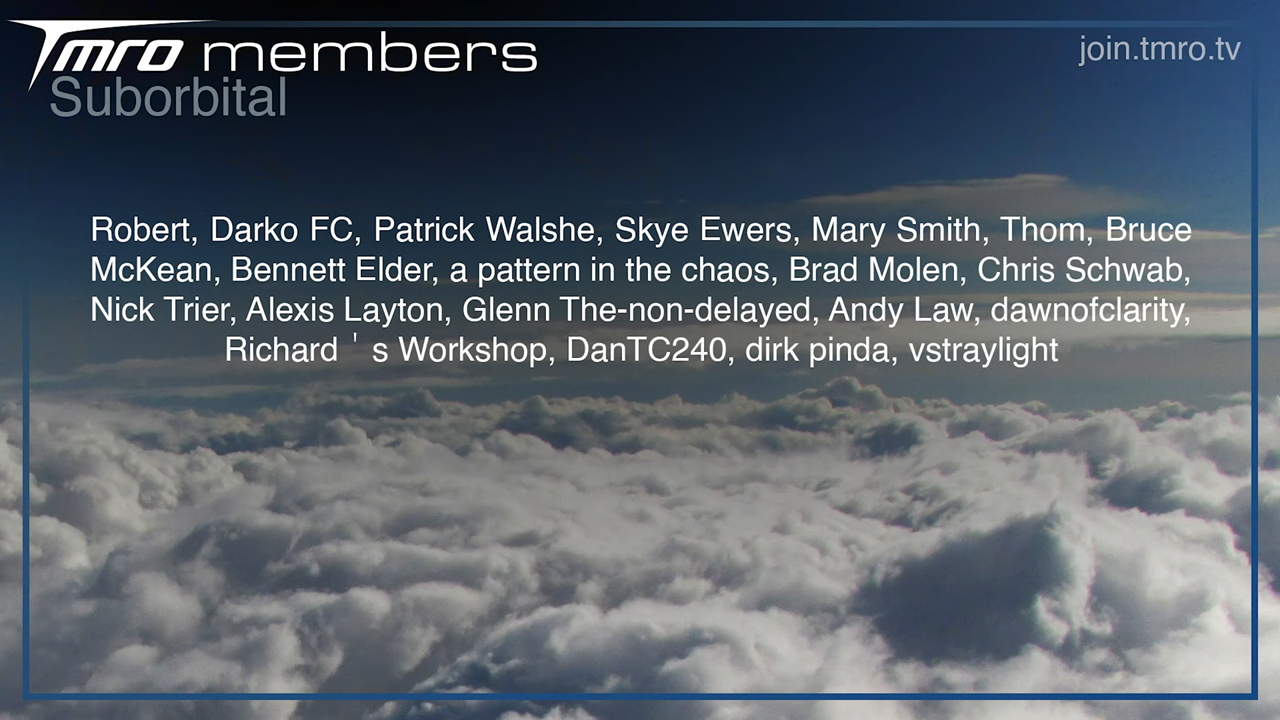 Tmro members
join.tmro.tv
Suborbital
Robert, Darko FC, Patrick Walshe, Skye Ewers, Mary Smith, Thom, Bruce
McKean, Bennett Elder, a pattern in the chaos, Brad Molen, Chris Schwab,
Nick Trier, Alexis Layton, Glenn The-non-delayed, Andy Law, dawnofclarity,
Richard ' s Workshop, DanTC240, dirk pinda, vstraylight